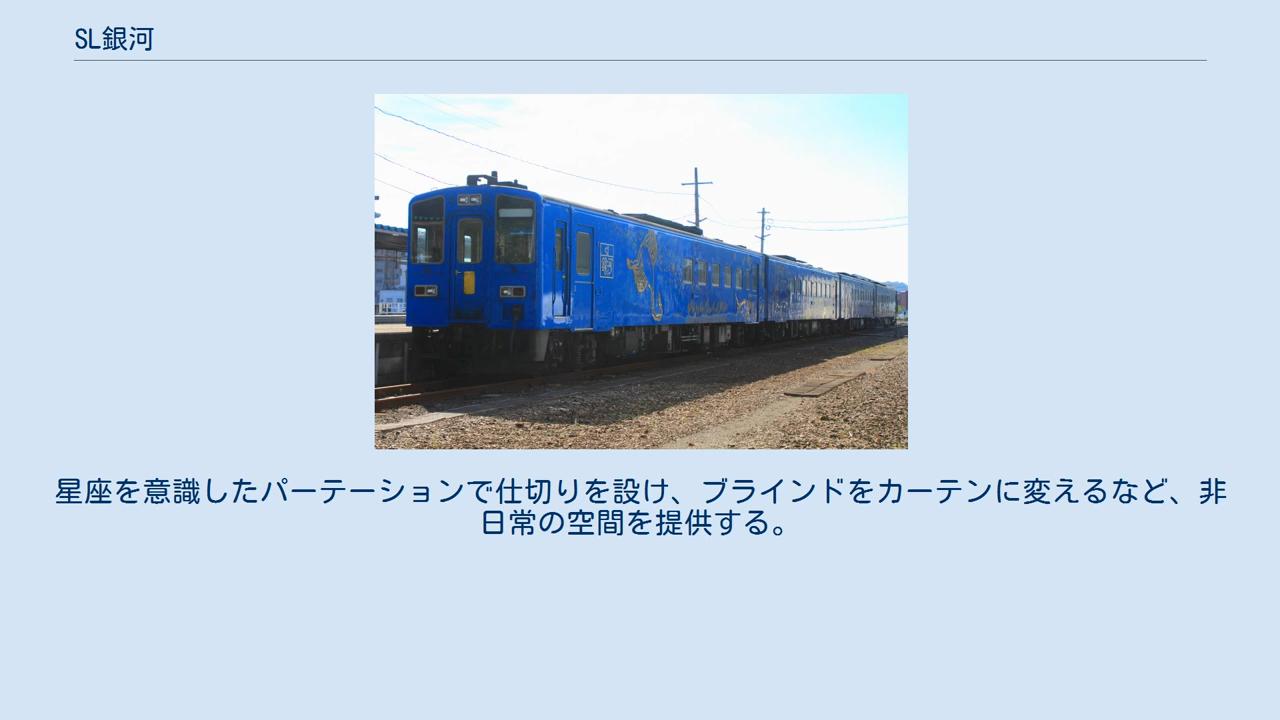 SL銀河
星座を意識したパーテーションで仕切りを設け、ブラインドをカーテンに変えるなど、非
日常の空間を提供する。